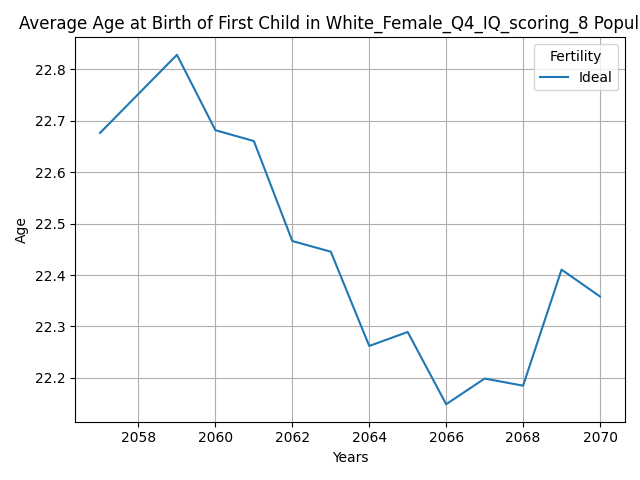 Average Age at Birth of First Child in White_Female_Q4_IQ_scoring_8 Popul
Fertility
Ideal
22.8
22.7
22.6
22.5
22.4
22.3
22.2
Age
2058 2060 2062 2064 2066 2068 2070
Years